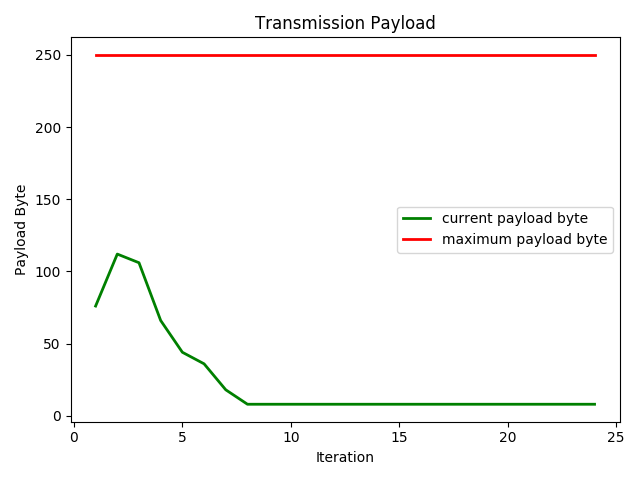 Transmission Payload
250
200
150
100
50
0
Payload Byte
current payload byte
maximum payload byte
0 5 10 15 20 25
Iteration